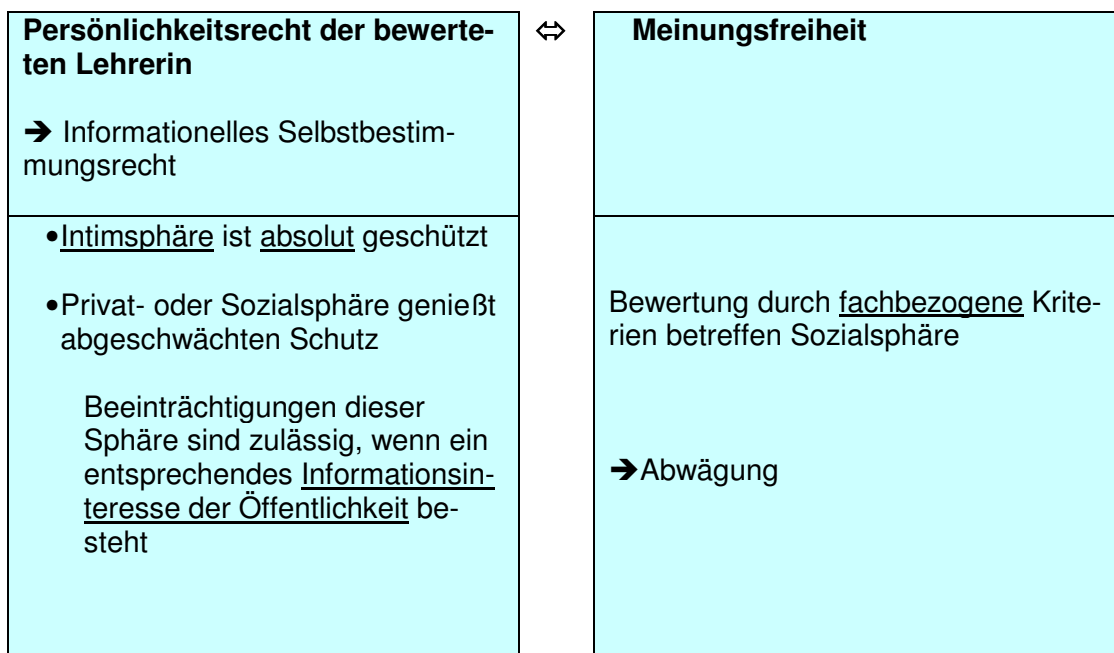 Persönlichkeitsrecht der bewerte-
ten Lehrerin
➔ Informationelles Selbstbestim-
mungsrecht
⇔
Meinungsfreiheit
•Intimsphäre ist absolut geschützt
•Privat- oder Sozialsphäre genießt
abgeschwächten Schutz
Beeinträchtigungen dieser
Sphäre sind zulässig, wenn ein
entsprechendes Informationsin-
teresse der Öffentlichkeit be-
steht
Bewertung durch fachbezogene Krite-
rien betreffen Sozialsphäre
➔Abwägung